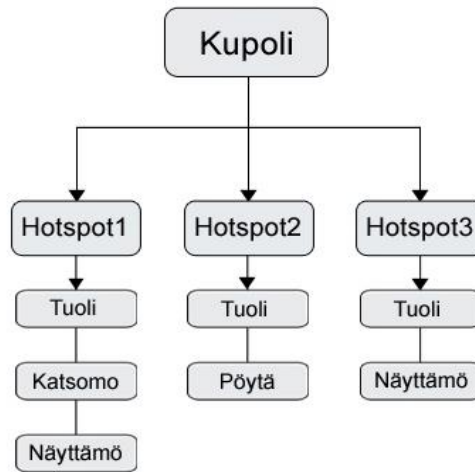 Kupoli
Hotspot1
Hotspot2
Hotspot3
Tuoli
Tuoli
Tuoli
Katsomo
Pöytä
Näyttämö
Näyttämö